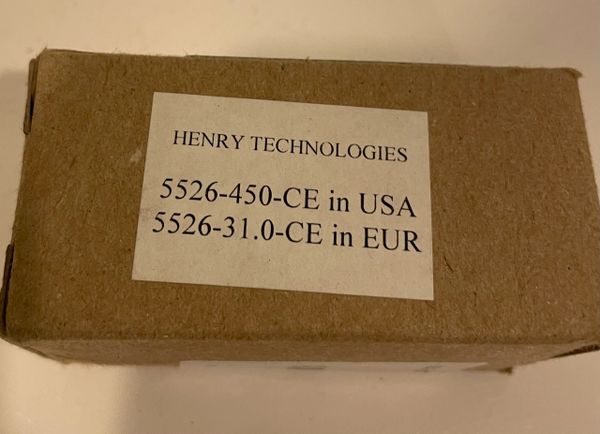 HENRY TECHNOLOGIES
5526-450-CE in USA
5526-31.0-CE in EUR